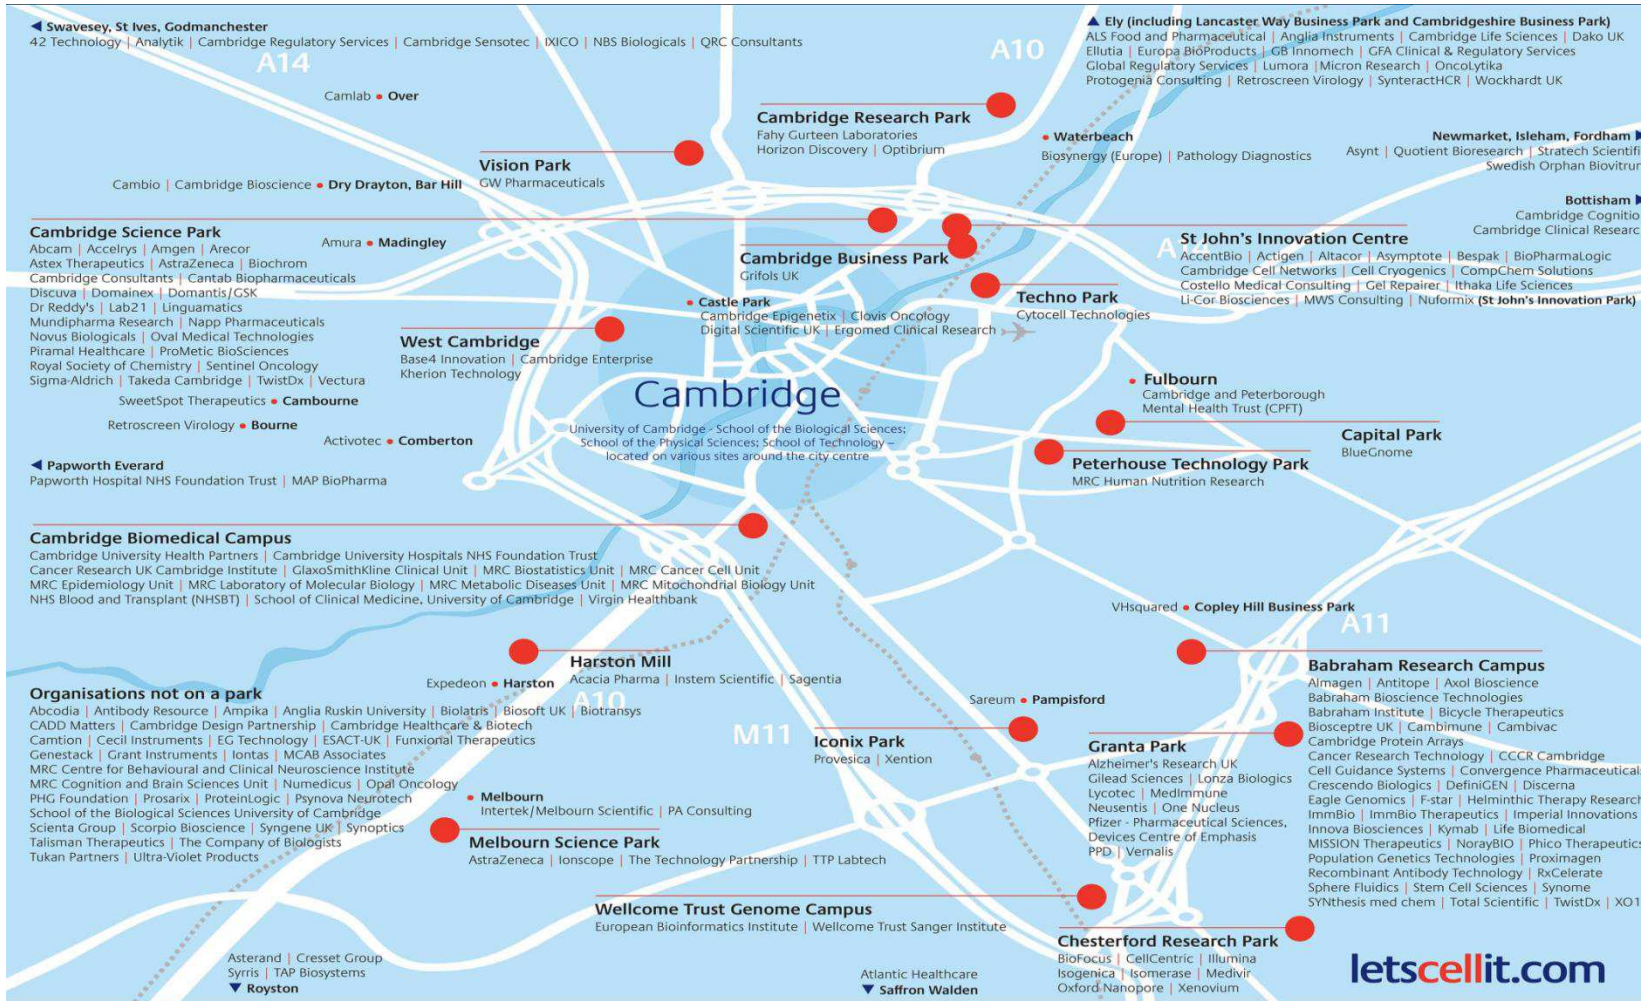 ◄ Swavesey, St Ives, Godmanchester
42 Technology | Analytik | Cambridge Regulatory Services | Cambridge Sensotec | IXICO | NBS Biologicals | QRC Consultants
▲ Ely (including Lancaster Way Business Park and Cambridgeshire Business Park)
ALS Food and Pharmaceutical | Anglia Instruments | Cambridge Life Sciences | Dako UK
Ellutia | Europa BioProducts | GB Innomech | GFA Clinical & Regulatory Services
Global Regulatory Services | Lumora |Micron Research | OncoLytika
Protogenia Consulting | Retroscreen Virology | SynteractHCR | Wockhardt UK
A14
A10
Camlab • Over
Cambridge Research Park
Fahy Gurteen Laboratories
Horizon Discovery | Optibrium
• Waterbeach
Biosynergy (Europe) | Pathology Diagnostics
Newmarket, Isleham, Fordham ►
Asynt | Quotient Bioresearch | Stratech Scientifi
Swedish Orphan Biovitrum
Vision Park
GW Pharmaceuticals
Cambio | Cambridge Bioscience • Dry Drayton, Bar Hill
Bottisham ►
Cambridge Cognitio
Cambridge Clinical Researc
Cambridge Science Park
Abcam | Accelrys | Amgen | Arecor
Astex Therapeutics | AstraZeneca | Biochrom
Cambridge Consultants | Cantab Biopharmaceuticals
Discuva | Domainex | Domantis/GSK
Dr Reddy's | Lab21 | Linguamatics
Mundipharma Research | Napp Pharmaceuticals
Novus Biologicals | Oval Medical Technologies
Piramal Healthcare | ProMetic BioSciences
Royal Society of Chemistry | Sentinel Oncology
Sigma-Aldrich | Takeda Cambridge | TwistDx | Vectura
Amura • Madingley
Cambridge Business Park
Grifols UK
A14
St John's Innovation Centre
AccentBio | Actigen | Altacor | Asymptote | Bespak | BioPharmaLogic
Cambridge Cell Networks | Cell Cryogenics | CompChem Solutions
Costello Medical Consulting | Gel Repairer | Ithaka Life Sciences
Li-Cor Biosciences | MWS Consulting | Nuformix (St John's Innovation Park)
• Castle Park
Cambridge Epigenetix | Clovis Oncology
Digital Scientific UK | Ergomed Clinical Research
Techno Park
Cytocell Technologies
West Cambridge
Base4 Innovation | Cambridge Enterprise
Kherion Technology
Cambridge
University of Cambridge - School of the Biological Sciences;
School of the Physical Sciences; School of Technology –
located on various sites around the city centre
• Fulbourn
Cambridge and Peterborough
Mental Health Trust (CPFT)
Capital Park
BlueGnome
Peterhouse Technology Park
MRC Human Nutrition Research
SweetSpot Therapeutics • Cambourne
Retroscreen Virology • Bourne
Activotec • Comberton
◄ Papworth Everard
Papworth Hospital NHS Foundation Trust | MAP BioPharma
Cambridge Biomedical Campus
Cambridge University Health Partners | Cambridge University Hospitals NHS Foundation Trust
Cancer Research UK Cambridge Institute | GlaxoSmithKline Clinical Unit | MRC Biostatistics Unit | MRC Cancer Cell Unit
MRC Epidemiology Unit | MRC Laboratory of Molecular Biology | MRC Metabolic Diseases Unit | MRC Mitochondrial Biology Unit
NHS Blood and Transplant (NHSBT) | School of Clinical Medicine, University of Cambridge | Virgin Healthbank
VHsquared • Copley Hill Business Park
A11
Harston Mill
Acacia Pharma | Instem Scientific | Sagentia
Expedeon • Harston
A10
Organisations not on a park
Abcodia | Antibody Resource | Ampika | Anglia Ruskin University | Biolatris | Biosoft UK | Biotransys
CADD Matters | Cambridge Design Partnership | Cambridge Healthcare & Biotech
Camtion | Cecil Instruments | EG Technology | ESACT-UK | Funxional Therapeutics
Genestack | Grant Instruments | Iontas | MCAB Associates
MRC Centre for Behavioural and Clinical Neuroscience Institute
MRC Cognition and Brain Sciences Unit | Numedicus | Opal Oncology
PHG Foundation | Prosarix | ProteinLogic | Psynova Neurotech
School of the Biological Sciences University of Cambridge
Scienta Group | Scorpio Bioscience | Syngene UK | Synoptics
Talisman Therapeutics | The Company of Biologists
Tukan Partners | Ultra-Violet Products
M11
Sareum • Pampisford
Iconix Park
Provesica | Xention
Granta Park
Alzheimer's Research UK
Gilead Sciences | Lonza Biologics
Lycotec | MedImmune
Neusentis | One Nucleus
Pfizer - Pharmaceutical Sciences,
Devices Centre of Emphasis
PPD | Vernalis
Babraham Research Campus
Almagen | Antitope | Axol Bioscience
Babraham Bioscience Technologies
Babraham Institute | Bicycle Therapeutics
Biosceptre UK | Cambimune | Cambivac
Cambridge Protein Arrays
Cancer Research Technology | CCCR Cambridge
Cell Guidance Systems | Convergence Pharmaceutical
Crescendo Biologics | DefiniGEN | Discerna
Eagle Genomics | F-star | Helminthic Therapy Research
ImmBio | ImmBio Therapeutics | Imperial Innovations
Innova Biosciences | Kymab | Life Biomedical
MISSION Therapeutics | NorayBIO | Phico Therapeutics
Population Genetics Technologies | Proximagen
Recombinant Antibody Technology | RxCelerate
Sphere Fluidics | Stem Cell Sciences | Synome
SYNthesis med chem | Total Scientific | TwistDx | XO1
• Melbourn
Intertek/Melbourn Scientific | PA Consulting
Melbourn Science Park
AstraZeneca | Ionscope | The Technology Partnership | TTP Labtech
Wellcome Trust Genome Campus
European Bioinformatics Institute | Wellcome Trust Sanger Institute
Chesterford Research Park
BioFocus | CellCentric | Illumina
Isogenica | Isomerase | Medivir
Oxford Nanopore | Xenovium
Asterand | Cresset Group
Syrris | TAP Biosystems
▼ Royston
Atlantic Healthcare
▼ Saffron Walden
letscellit.com